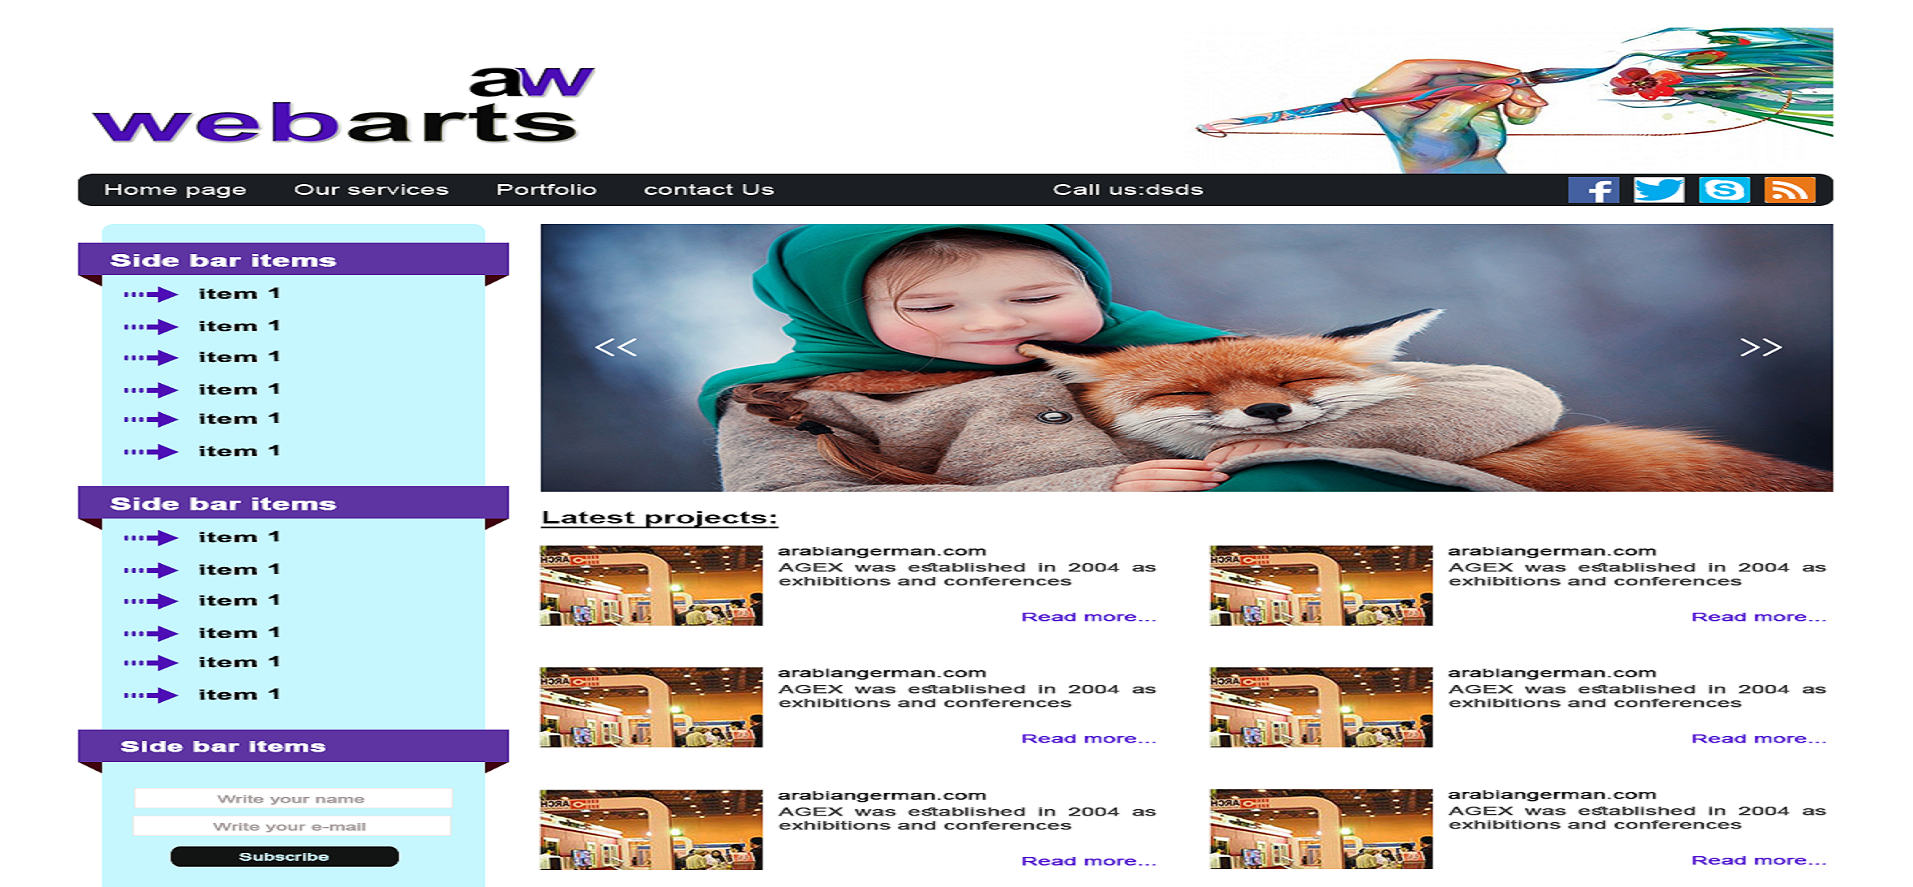 aw
webarts
Home page Our services Portfolio contact Us Call us:dsds
Side bar items
item 1
item 1
item 1
item 1
item 1
item 1
Side bar items
item 1
item 1
item 1
item 1
item 1
item 1
Side bar items
Write your name
Write your e-mail
Subscribe
<<
>>
Latest projects:
arabiangerman.com
AGEX was established in 2004 as
exhibitions and conferences
Read more...
arabiangerman.com
AGEX was established in 2004 as
exhibitions and conferences
Read more...
arabiangerman.com
AGEX was established in 2004 as
exhibitions and conferences
Read more...
arabiangerman.com
AGEX was established in 2004 as
exhibitions and conferences
Read more...
arabiangerman.com
AGEX was established in 2004 as
exhibitions and conferences
Read more...
arabiangerman.com
AGEX was established in 2004 as
exhibitions and conferences
Read more...